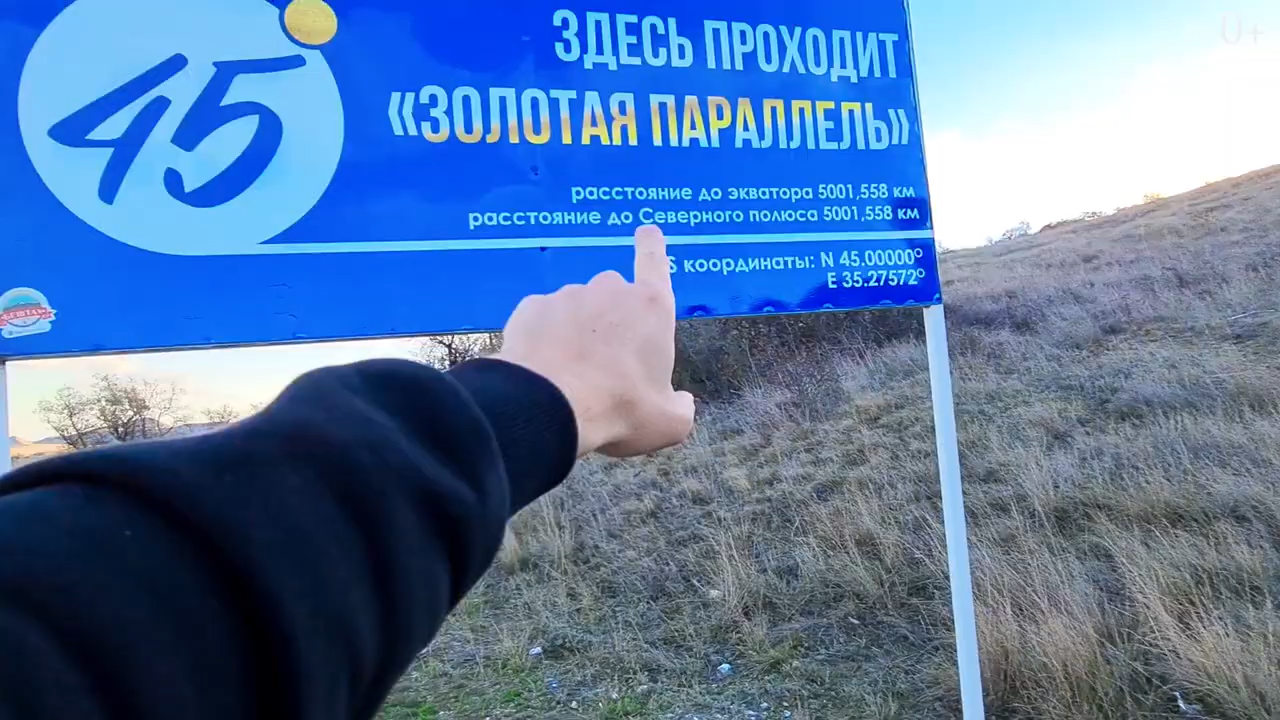 45°
ЗДЕСЬ ПРОХОДИТ
«ЗОЛОТАЯ ПАРАЛЛЕЛЬ»
расстояние до экватора 5001,558 км
расстояние до Северного полюса 5001,558 км
S координаты: N 45.00000°
E 35.27572°
0+